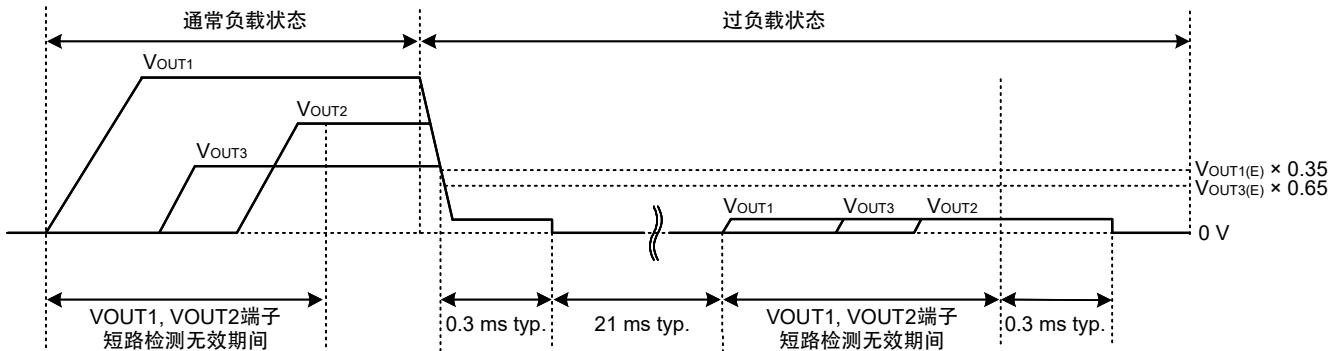 通常负载状态
过负载状态
VOUT1
VOUT2
VOUT3
VOUT1(E) × 0.35
VOUT3(E) × 0.65
VOUT1
VOUT3
VOUT2
0 V
VOUT1, VOUT2端子
短路检测无效期间
0.3 ms typ.
21 ms typ.
VOUT1, VOUT2端子
短路检测无效期间
0.3 ms typ.